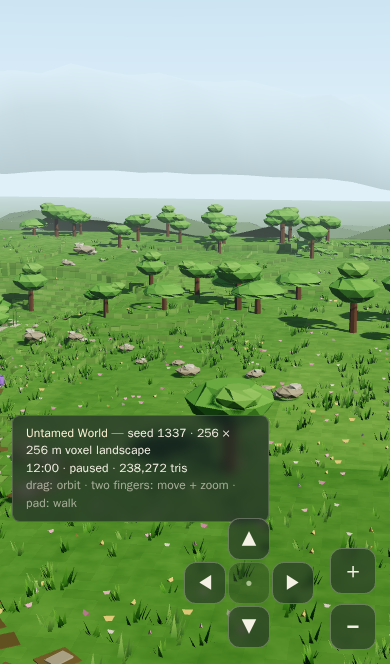 Untamed World — seed 1337 · 256 ×
256 m voxel landscape
12:00 · paused · 238,272 tris
drag: orbit · two fingers: move + zoom ·
pad: walk
▲
◀ • ▶ +
▼ −